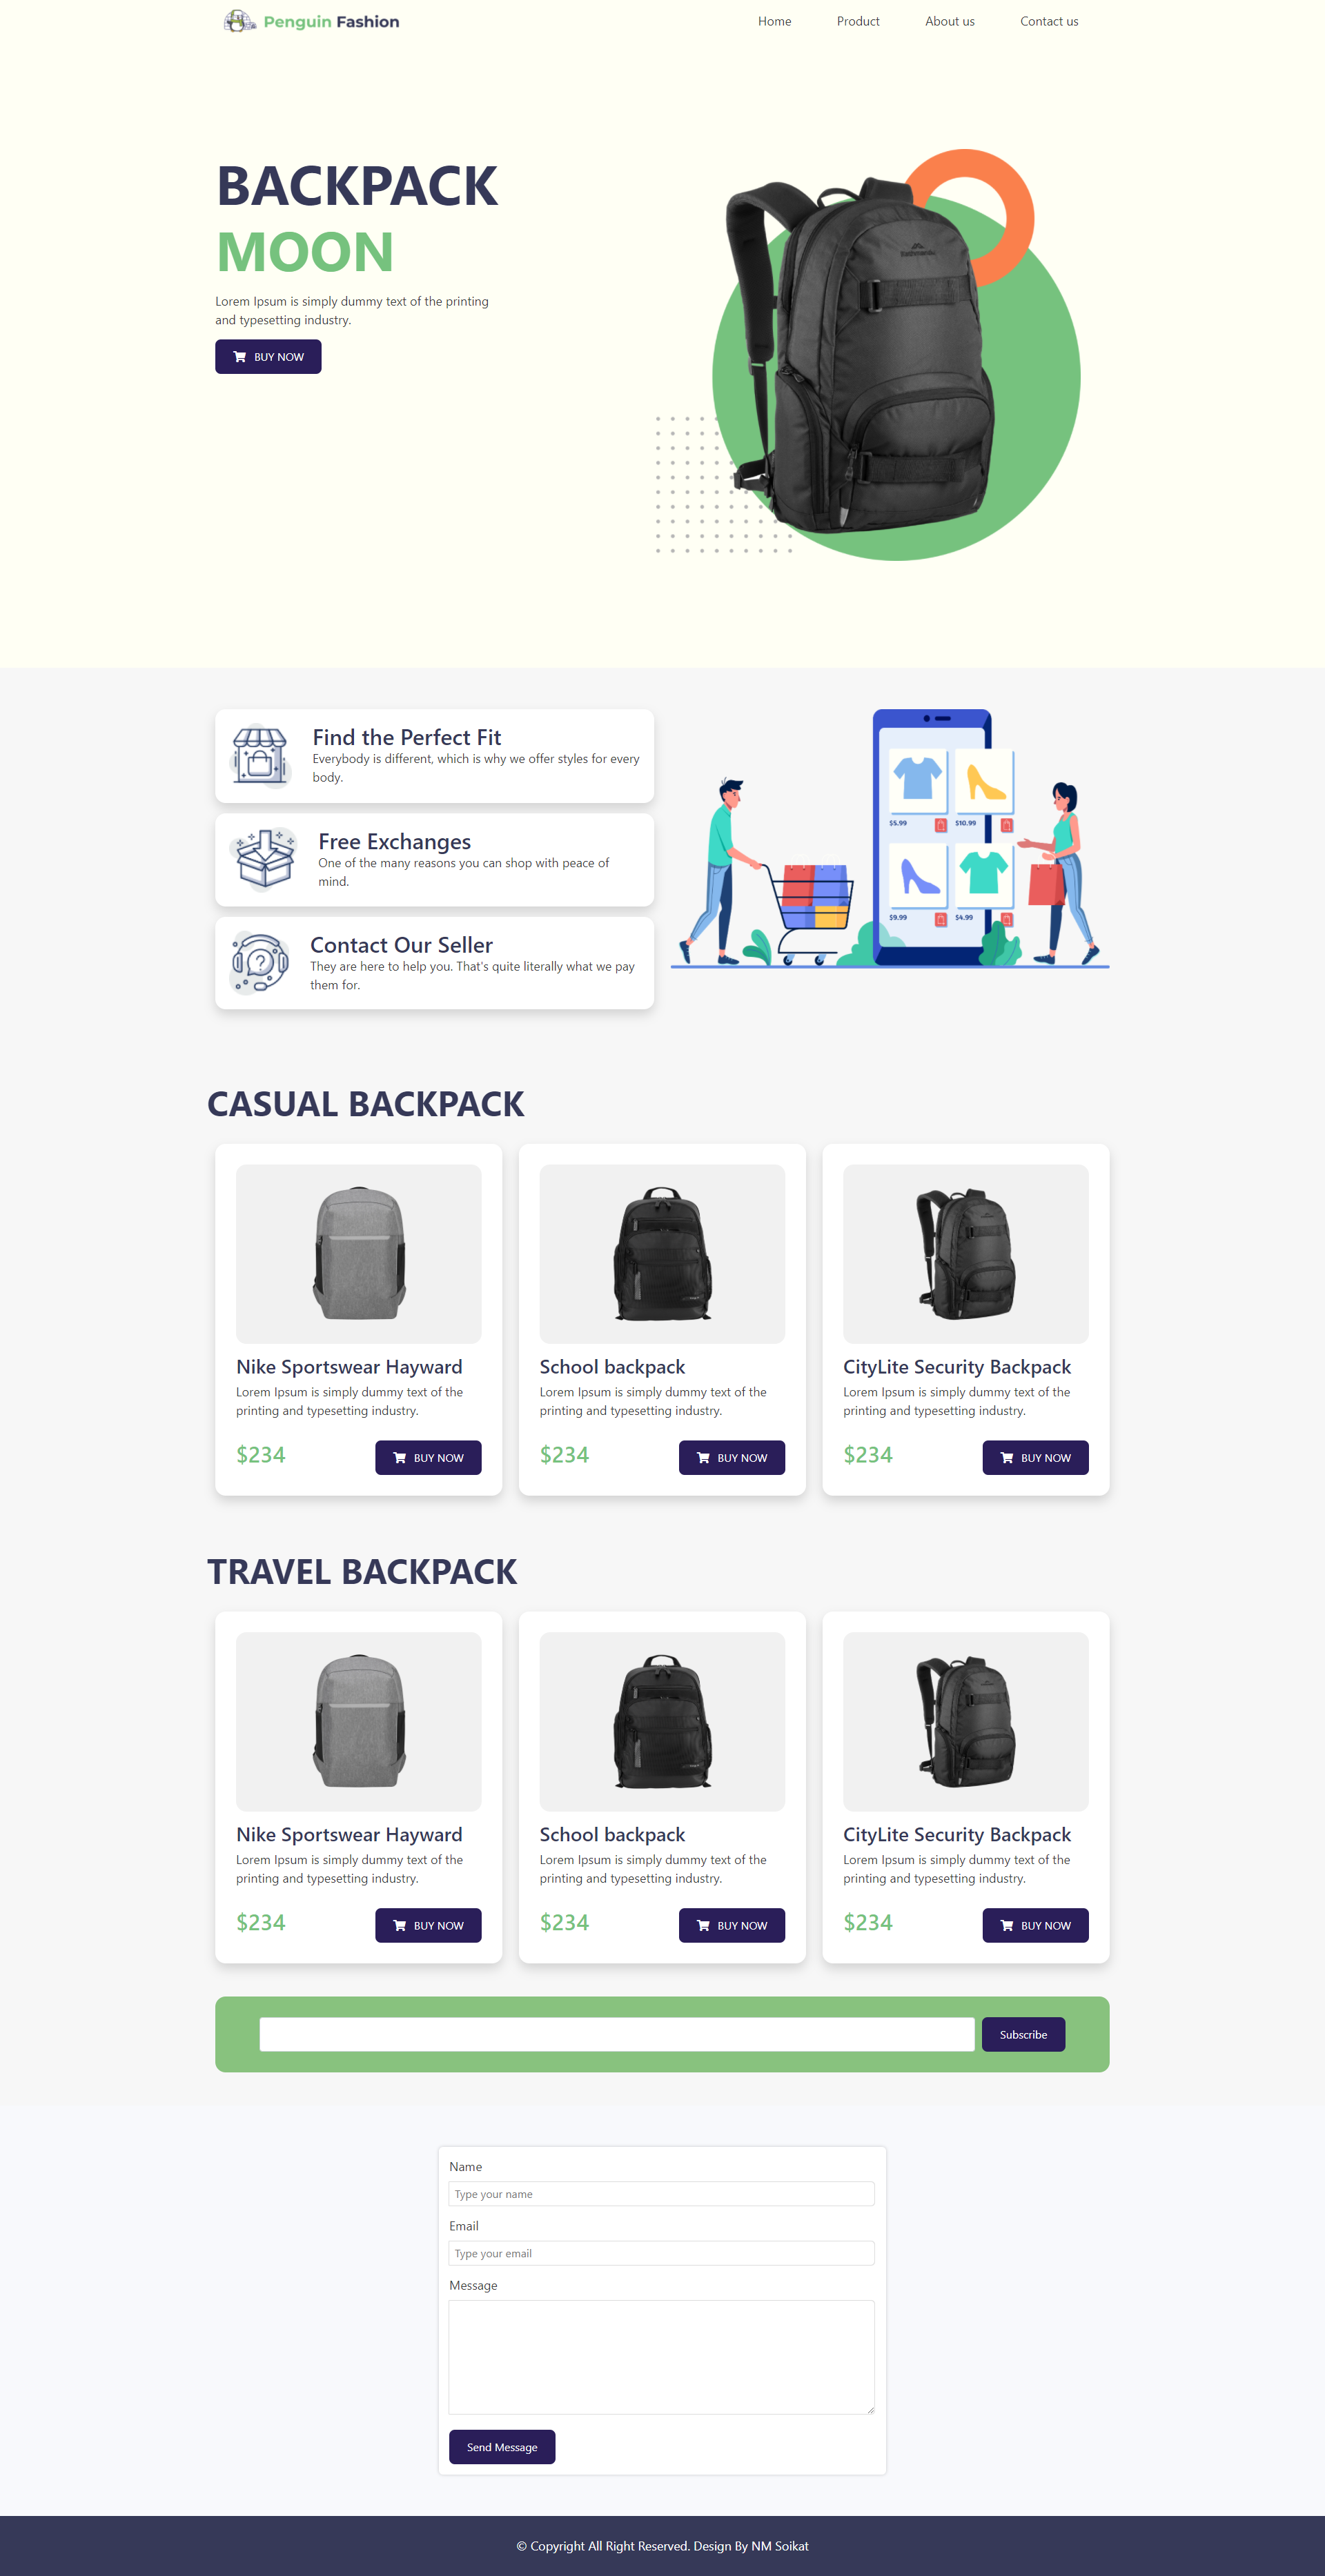 Penguin Fashion
Home Product About us Contact us
BACKPACK
MOON
Lorem Ipsum is simply dummy text of the printing
and typesetting industry.
BUY NOW
Find the Perfect Fit
Everybody is different, which is why we offer styles for every
body.
Free Exchanges
One of the many reasons you can shop with peace of
mind.
Contact Our Seller
They are here to help you. That's quite literally what we pay
them for.
$5.99 $10.99
$9.99 $4.99
CASUAL BACKPACK
Nike Sportswear Hayward
Lorem Ipsum is simply dummy text of the
printing and typesetting industry.
$234 BUY NOW
School backpack
Lorem Ipsum is simply dummy text of the
printing and typesetting industry.
$234 BUY NOW
CityLite Security Backpack
Lorem Ipsum is simply dummy text of the
printing and typesetting industry.
$234 BUY NOW
TRAVEL BACKPACK
Nike Sportswear Hayward
Lorem Ipsum is simply dummy text of the
printing and typesetting industry.
$234 BUY NOW
School backpack
Lorem Ipsum is simply dummy text of the
printing and typesetting industry.
$234 BUY NOW
CityLite Security Backpack
Lorem Ipsum is simply dummy text of the
printing and typesetting industry.
$234 BUY NOW
Subscribe
Name
Type your name
Email
Type your email
Message
Send Message
© Copyright All Right Reserved. Design By NM Soikat